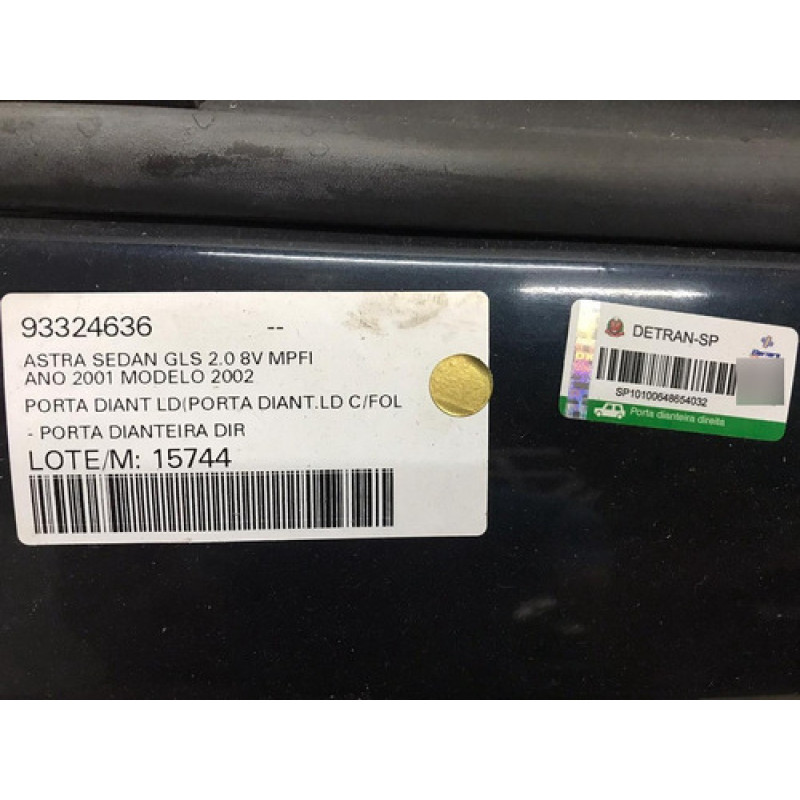 93324636 --
ASTRA SEDAN GLS 2.0 8V MPFI
ANO 2001 MODELO 2002
PORTA DIANT LD(PORTA DIANT.LD C/FOL
- PORTA DIANTEIRA DIR
LOTE/M: 15744
DETRAN-SP
SP10100648654032
Porta dianteira direita